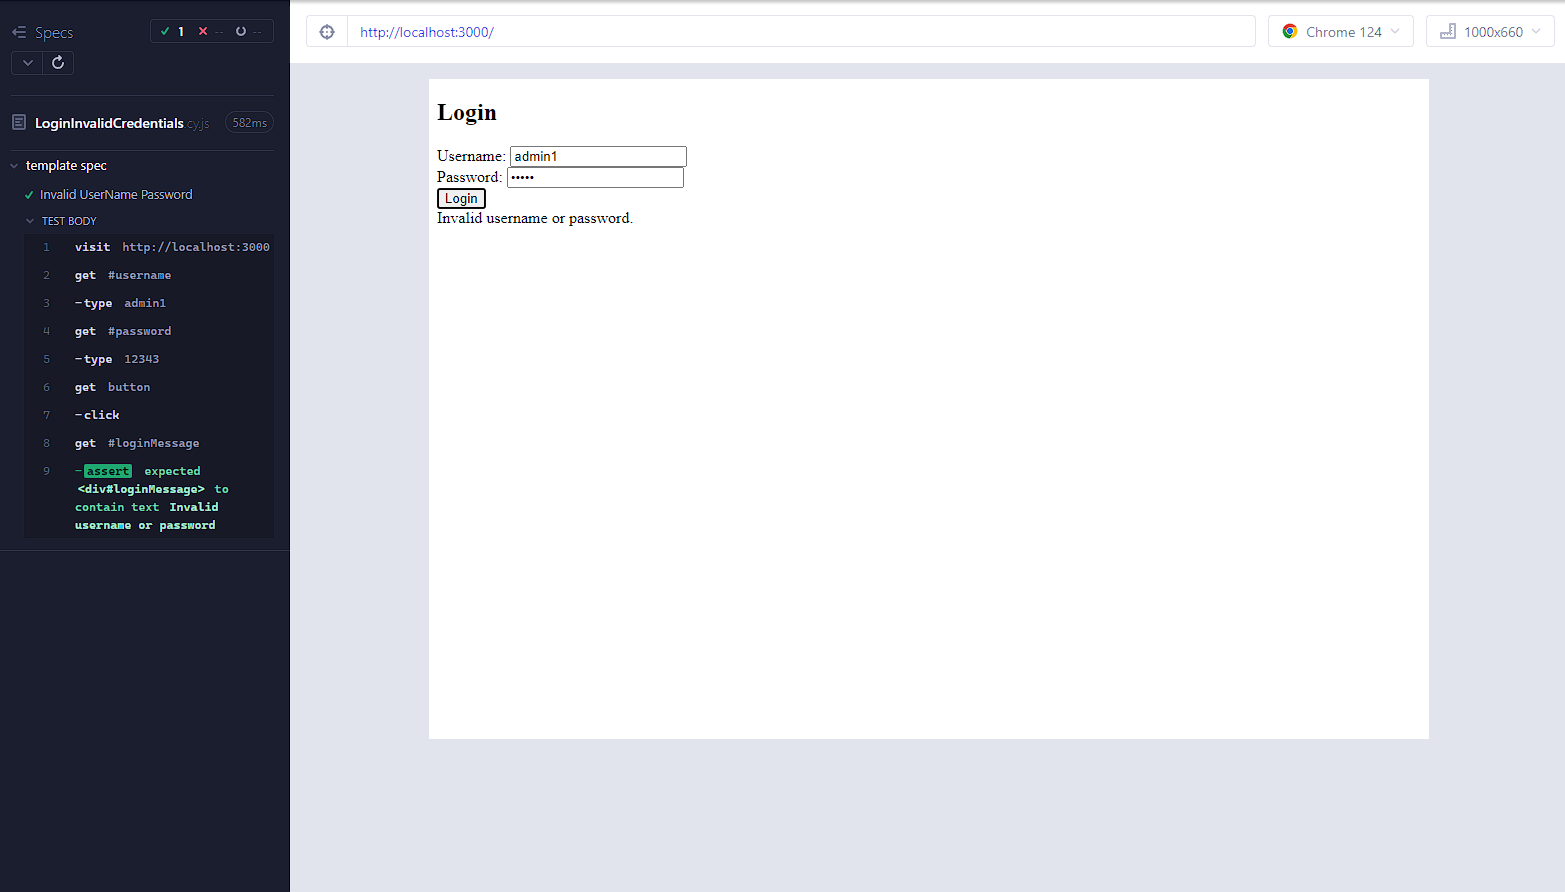 Specs
1 -- --
LoginInvalidCredentials.cy.js 582ms
template spec
Invalid UserName Password
TEST BODY
1 visit http://localhost:3000
2 get #username
3 -type admin1
4 get #password
5 -type 12343
6 get button
7 -click
8 get #loginMessage
9 -assert expected
<div#loginMessage> to
contain text Invalid
username or password
http://localhost:3000/
Chrome 124
1000x660
Login
Username: admin1
Password: •••••
Login
Invalid username or password.